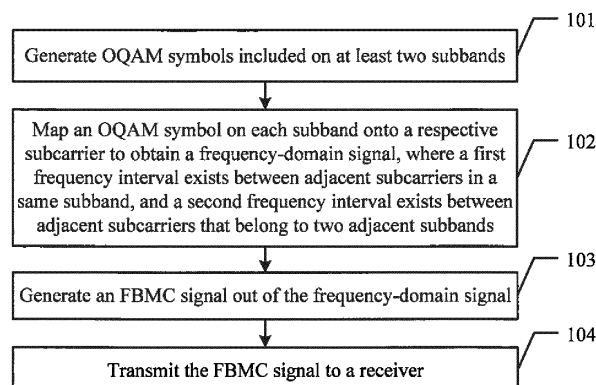 101
Generate OQAM symbols included on at least two subbands
Map an OQAM symbol on each subband onto a respective
subcarrier to obtain a frequency-domain signal, where a first
frequency interval exists between adjacent subcarriers in a
same subband, and a second frequency interval exists between
adjacent subcarriers that belong to two adjacent subbands
102
103
Generate an FBMC signal out of the frequency-domain signal
104
Transmit the FBMC signal to a receiver